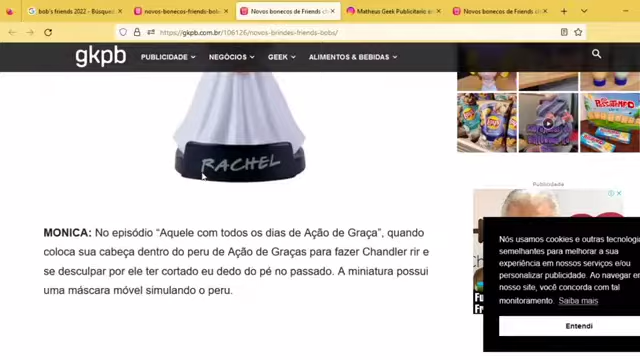 bob's friends 2022 - Búsque
novos-bonecos-friends-bobs
Novos bonecos de Friends ch
Matheus Geek Publicitário e
Novos bonecos de Friends ch
https://gkpb.com.br/106126/novos-brindes-friends-bobs/
gkpb
PUBLICIDADE
NEGÓCIOS
GEEK
ALIMENTOS & BEBIDAS
RACHEL
Publicidade
MONICA: No episódio “Aquele com todos os dias de Ação de Graça”, quando
coloca sua cabeça dentro do peru de Ação de Graças para fazer Chandler rir e
se desculpar por ele ter cortado eu dedo do pé no passado. A miniatura possui
uma máscara móvel simulando o peru.
Nós usamos cookies e outras tecnologia
semelhantes para melhorar a sua
experiência em nossos serviços e/ou
personalizar publicidade. Ao navegar em
nosso site, você concorda com tal
monitoramento. Saiba mais
Entendi